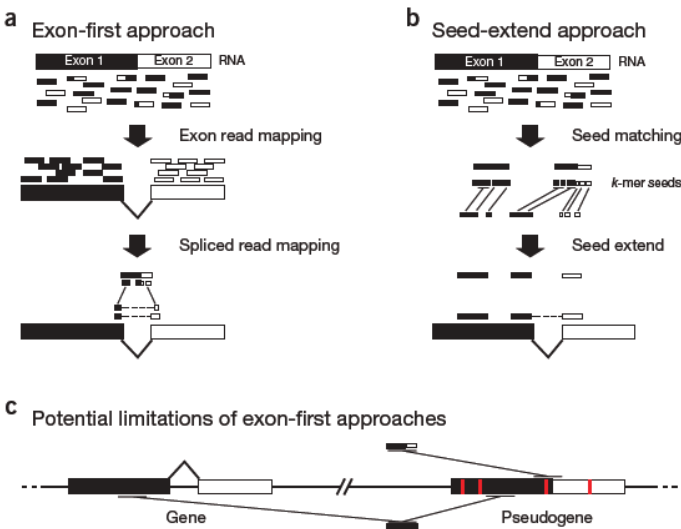 a Exon-first approach
Exon 1 Exon 2 RNA
Exon read mapping
Spliced read mapping
b Seed-extend approach
Exon 1 Exon 2 RNA
Seed matching
k-mer seeds
Seed extend
c Potential limitations of exon-first approaches
Gene Pseudogene